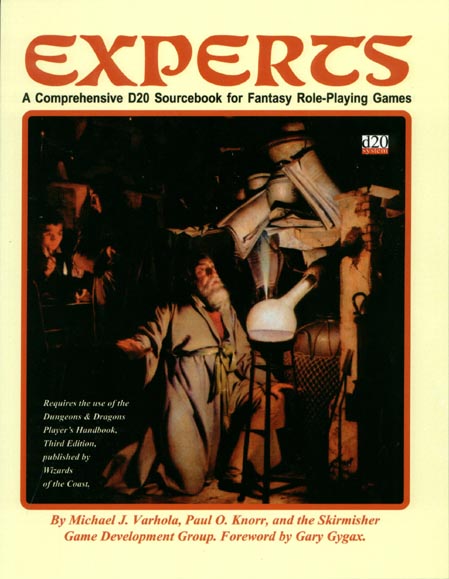 EXPERTS
A Comprehensive D20 Sourcebook for Fantasy Role-Playing Games
d20
system
Requires the use of the
Dungeons & Dragons
Player's Handbook,
Third Edition,
published by
Wizards
of the Coast.
By Michael J. Varhola, Paul O. Knorr, and the Skirmisher
Game Development Group. Foreword by Gary Gygax.